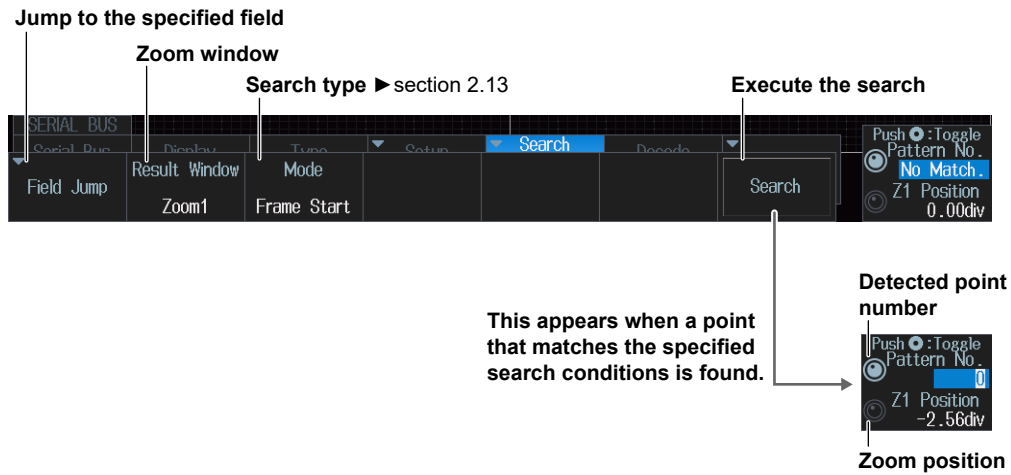 Jump to the specified field
Zoom window
Search type ►section 2.13
Execute the search
SERIAL BUS
Serial Bus Display Type Setup Search Decode
Field Jump
Result Window
Zoom1
Mode
Frame Start
Search
Push :Toggle
Pattern No.
No Match.
Z1 Position
0.00div
This appears when a point
that matches the specified
search conditions is found.
Detected point
number
Push :Toggle
Pattern No.
0
Z1 Position
-2.56div
Zoom position